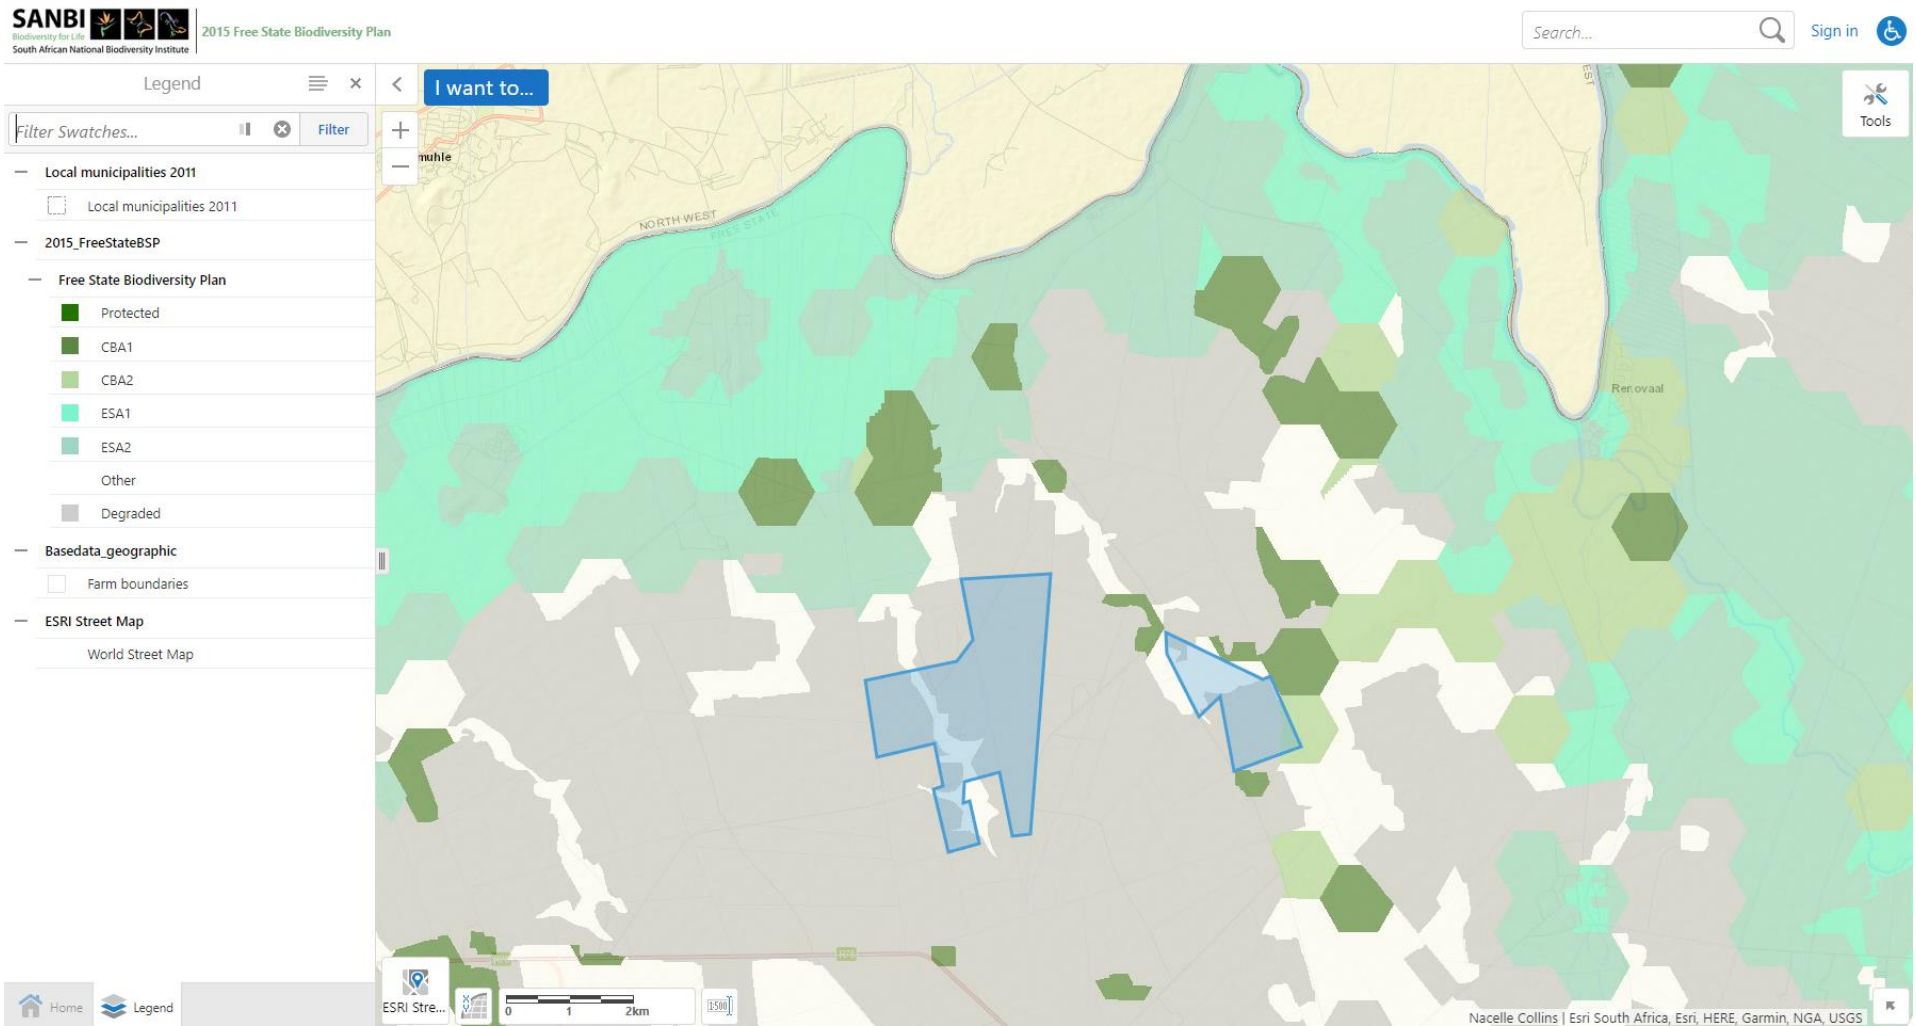 SANBI
Biodiversity for Life
South African National Biodiversity Institute
2015 Free State Biodiversity Plan
Search...
Sign in
Legend
I want to...
Tools
Filter Swatches...
Filter
Local municipalities 2011
Local municipalities 2011
2015_FreeStateBSP
Free State Biodiversity Plan
Protected
CBA1
CBA2
ESA1
ESA2
Other
Degraded
Basedata_geographic
Farm boundaries
ESRI Street Map
World Street Map
muhle
NORTH WEST
FREE STATE
Renovaal
Home
Legend
ESRI Stre...
0 1 2km
1:500
Nacelle Collins | Esri South Africa, Esri, HERE, Garmin, NGA, USGS